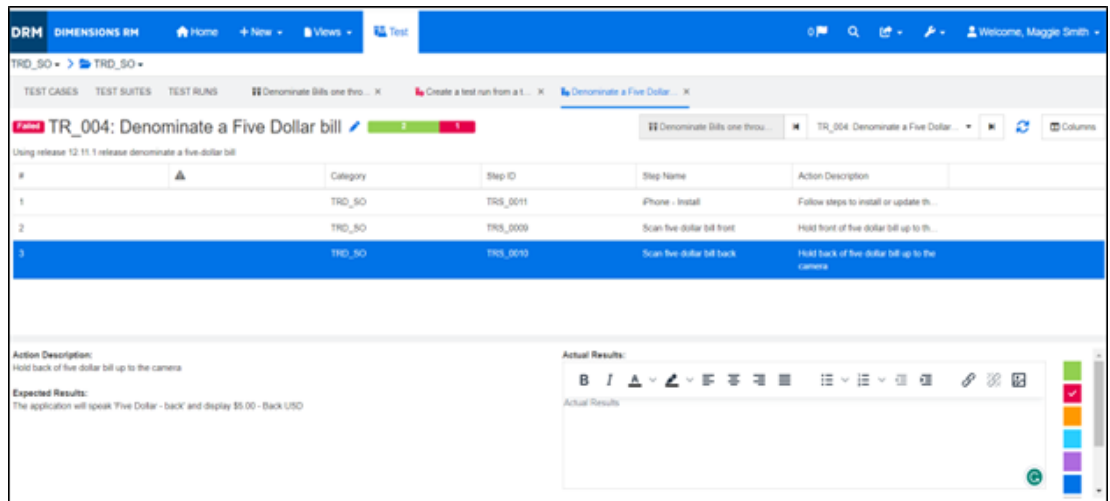 DRM DIMENSIONS RM Home + New Views Test 0 Welcome, Maggie Smith
TRD_SO > TRD_SO
TEST CASES TEST SUITES TEST RUNS Denominate Bills one thro... × Create a test run from a t... × Denominate a Five Dollar... ×
Failed TR_004: Denominate a Five Dollar bill 2 1 Denominate Bills one throu... TR_004: Denominate a Five Dollar... Columns
Using release 12.11.1 release denominate a five-dollar bill
# Category Step ID Step Name Action Description
1 TRD_SO TRS_0011 iPhone - Install Follow steps to install or update th...
2 TRD_SO TRS_0009 Scan five dollar bill front Hold front of five dollar bill up to th...
3 TRD_SO TRS_0010 Scan five dollar bill back Hold back of five dollar bill up to the
camera
Action Description:
Hold back of five dollar bill up to the camera
Expected Results:
The application will speak 'Five Dollar - back' and display $5.00 - Back USD
Actual Results:
B I A
Actual Results